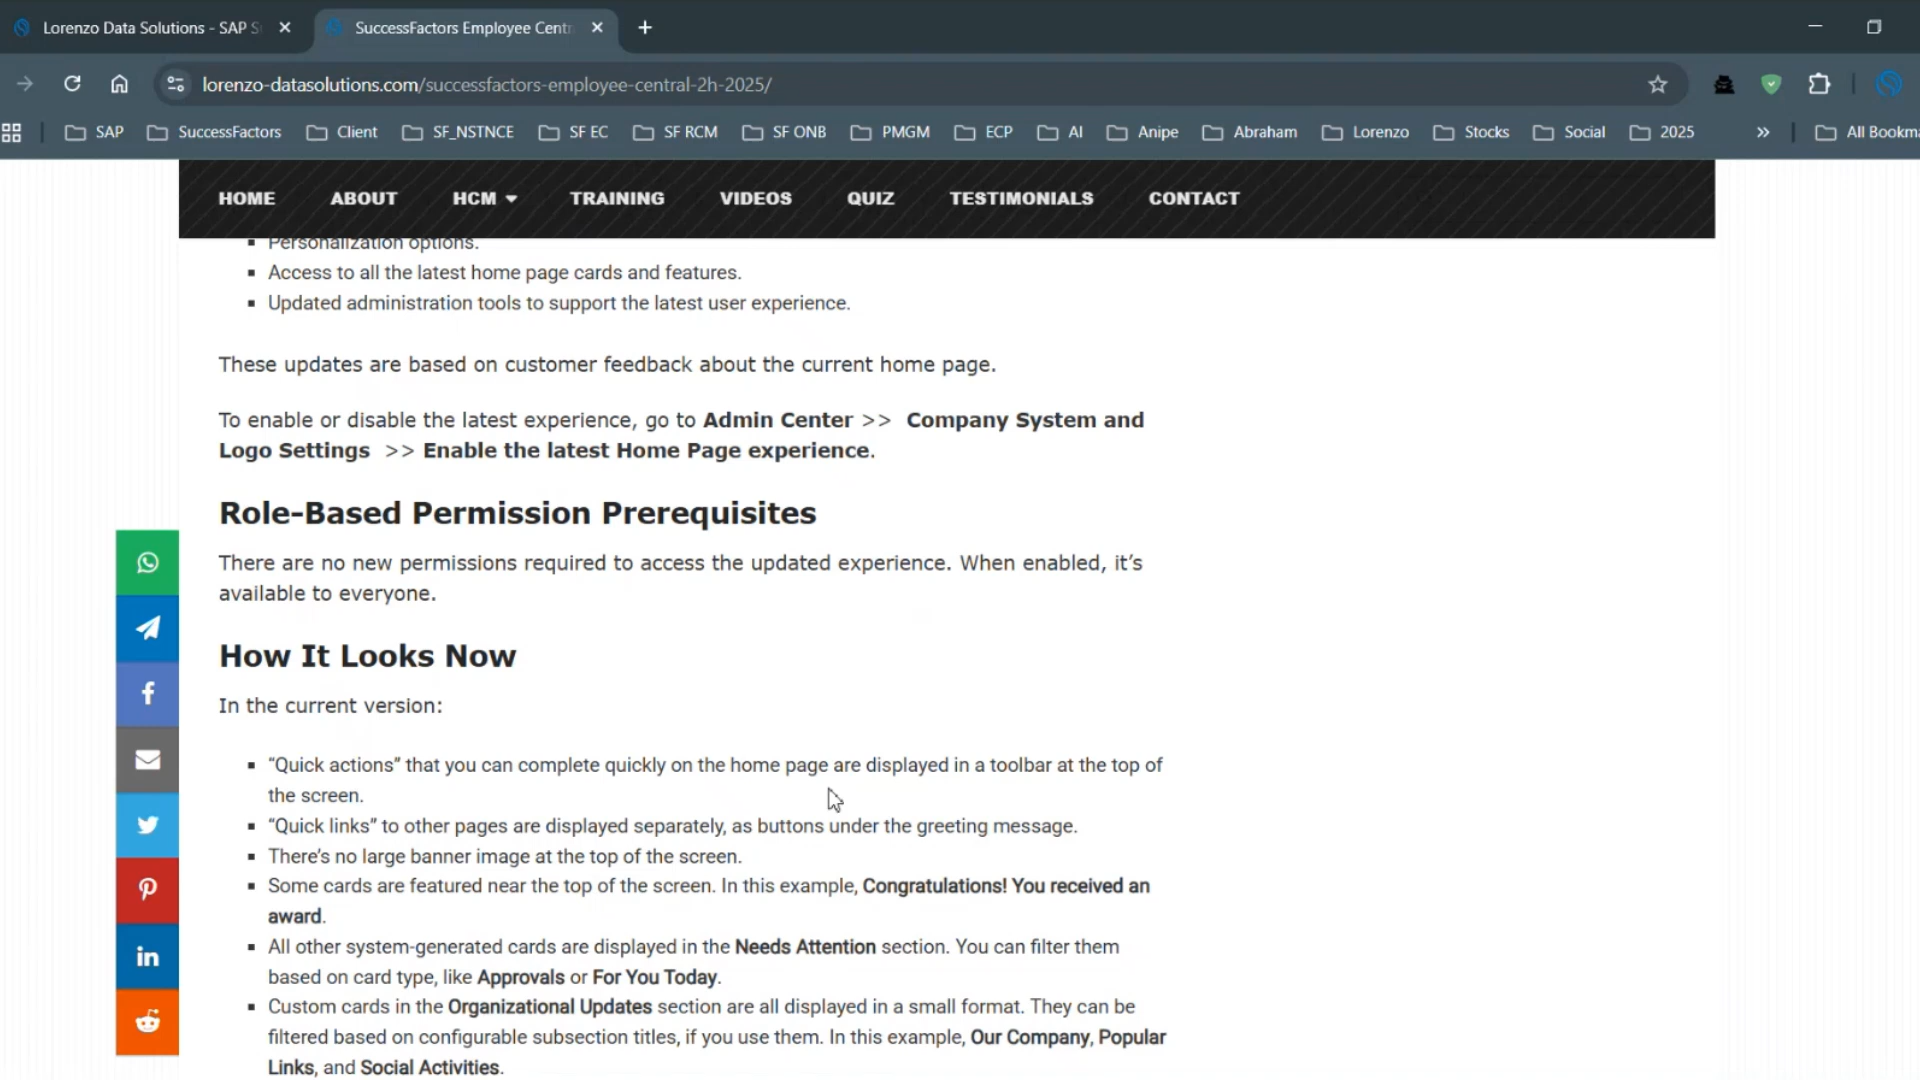 Lorenzo Data Solutions - SAP S
SuccessFactors Employee Cent
lorenzo-datasolutions.com/successfactors-employee-central-2h-2025/
SAP SuccessFactors Client SF_NSTNCE SF EC SF RCM SF ONB PMGM ECP AI Anipe Abraham Lorenzo Stocks Social 2025 » All Bookma
HOME ABOUT HCM TRAINING VIDEOS QUIZ TESTIMONIALS CONTACT
Personalization options.
Access to all the latest home page cards and features.
Updated administration tools to support the latest user experience.
These updates are based on customer feedback about the current home page.
To enable or disable the latest experience, go to Admin Center >> Company System and
Logo Settings >> Enable the latest Home Page experience.
Role-Based Permission Prerequisites
There are no new permissions required to access the updated experience. When enabled, it’s
available to everyone.
How It Looks Now
In the current version:
“Quick actions” that you can complete quickly on the home page are displayed in a toolbar at the top of
the screen.
“Quick links” to other pages are displayed separately, as buttons under the greeting message.
There’s no large banner image at the top of the screen.
Some cards are featured near the top of the screen. In this example, Congratulations! You received an
award.
All other system-generated cards are displayed in the Needs Attention section. You can filter them
based on card type, like Approvals or For You Today.
Custom cards in the Organizational Updates section are all displayed in a small format. They can be
filtered based on configurable subsection titles, if you use them. In this example, Our Company, Popular
Links, and Social Activities.